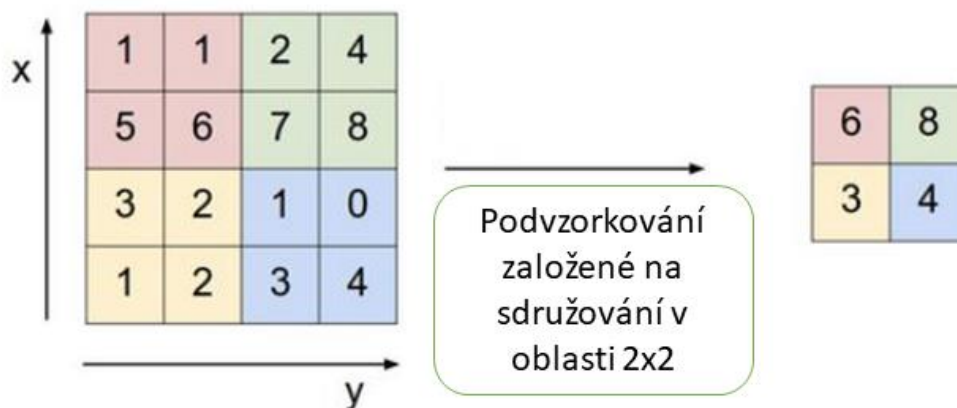 x
1 1 2 4
5 6 7 8
3 2 1 0
1 2 3 4
y
Podvzorkování
založené na
sdružování v
oblasti 2x2
6 8
3 4